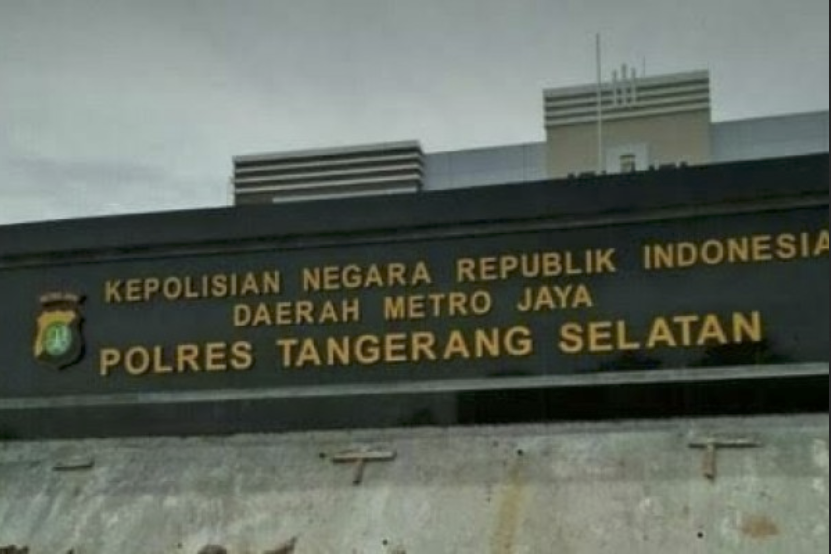 KEPOLISIAN NEGARA REPUBLIK INDONESIA
DAERAH METRO JAYA
POLRES TANGERANG SELATAN